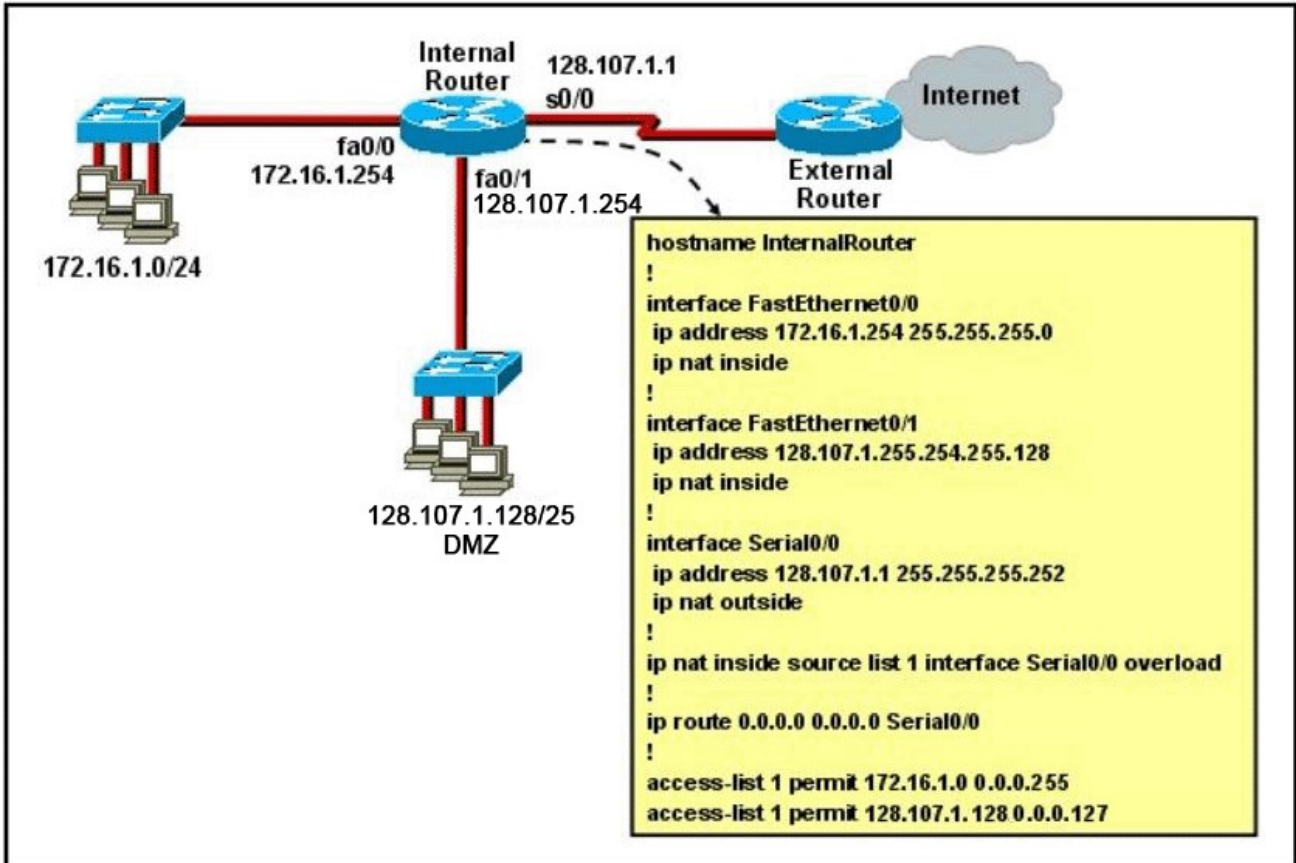 Internal
Router
128.107.1.1
s0/0
Internet
fa0/0
172.16.1.254
fa0/1
128.107.1.254
External
Router
172.16.1.0/24
128.107.1.128/25
DMZ
hostname InternalRouter
!
interface FastEthernet0/0
ip address 172.16.1.254 255.255.255.0
ip nat inside
!
interface FastEthernet0/1
ip address 128.107.1.255.254.255.128
ip nat inside
!
interface Serial0/0
ip address 128.107.1.1 255.255.255.252
ip nat outside
!
ip nat inside source list 1 interface Serial0/0 overload
!
ip route 0.0.0.0 0.0.0.0 Serial0/0
!
access-list 1 permit 172.16.1.0 0.0.0.255
access-list 1 permit 128.107.1.128 0.0.0.127